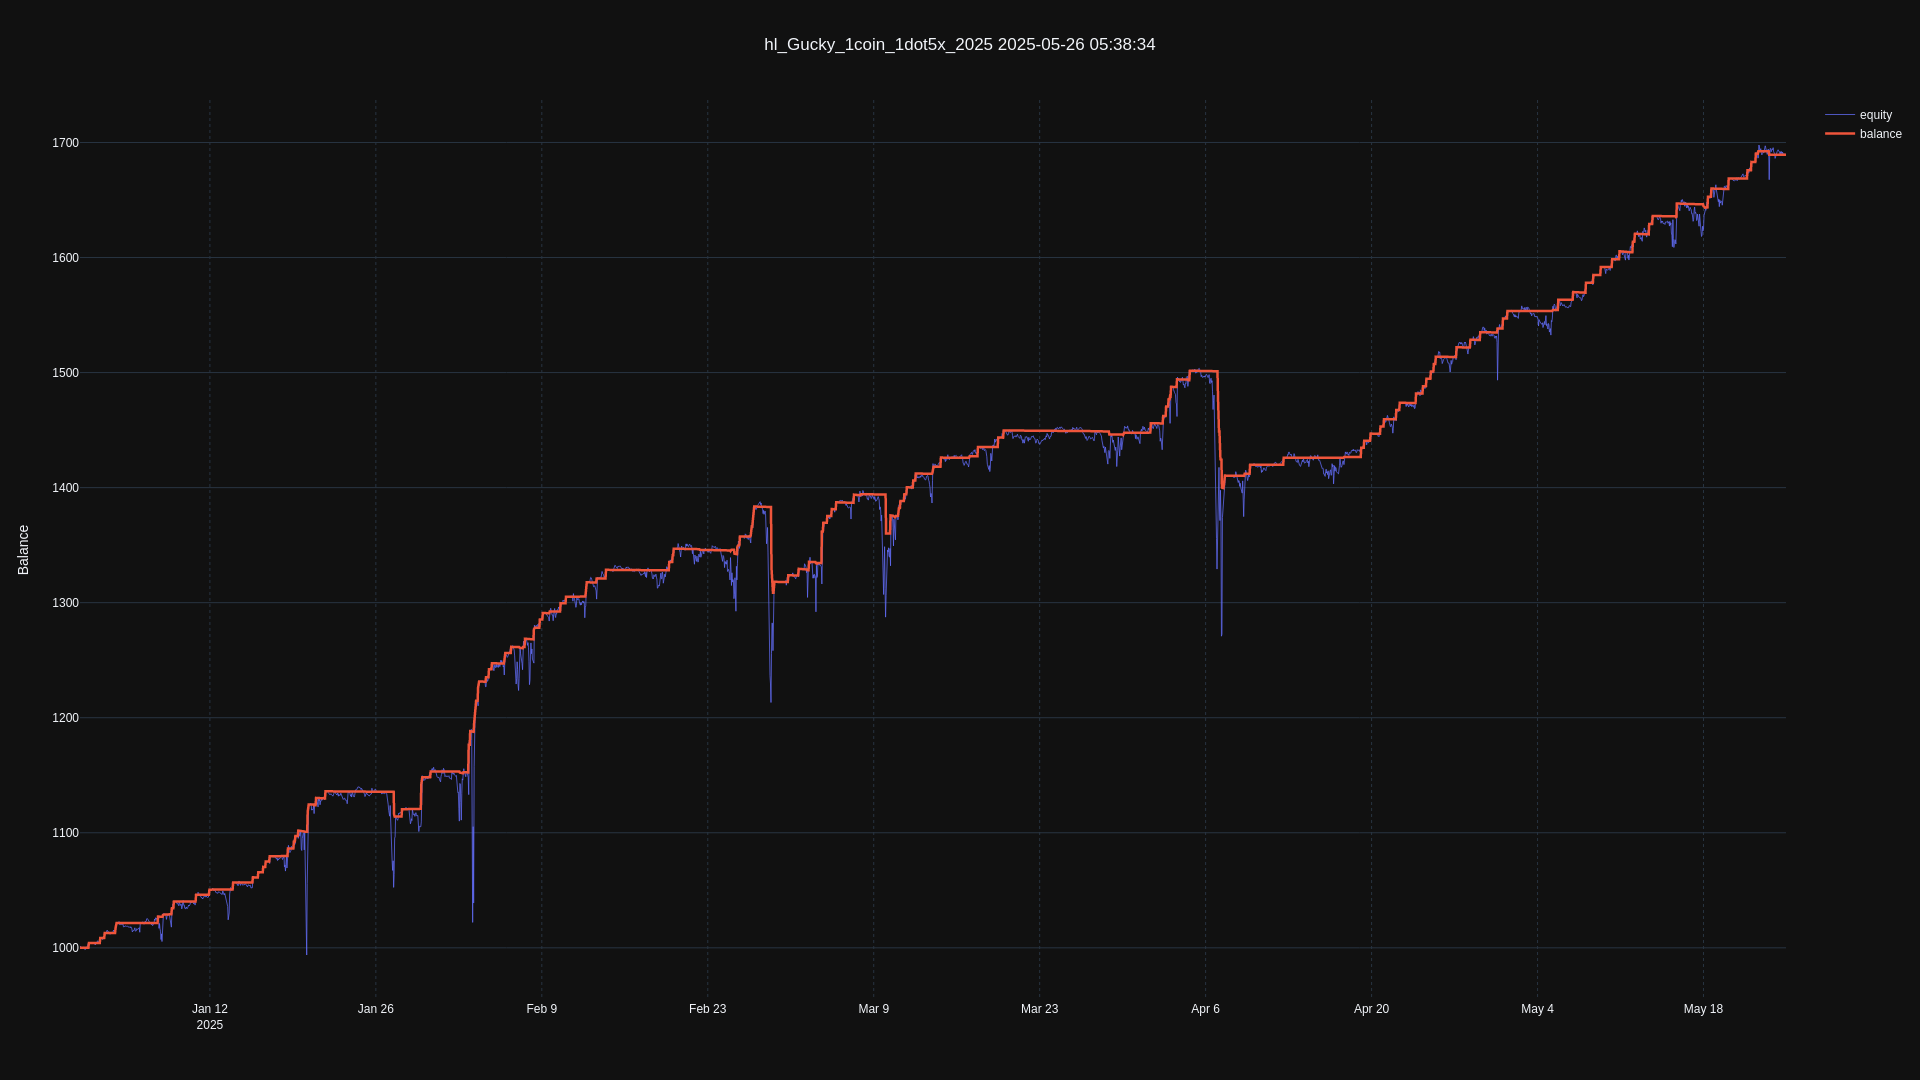 hl_Gucky_1coin_1dot5x_2025 2025-05-26 05:38:34
equity
balance
Balance
1700
1600
1500
1400
1300
1200
1100
1000
Jan 12
2025
Jan 26
Feb 9
Feb 23
Mar 9
Mar 23
Apr 6
Apr 20
May 4
May 18